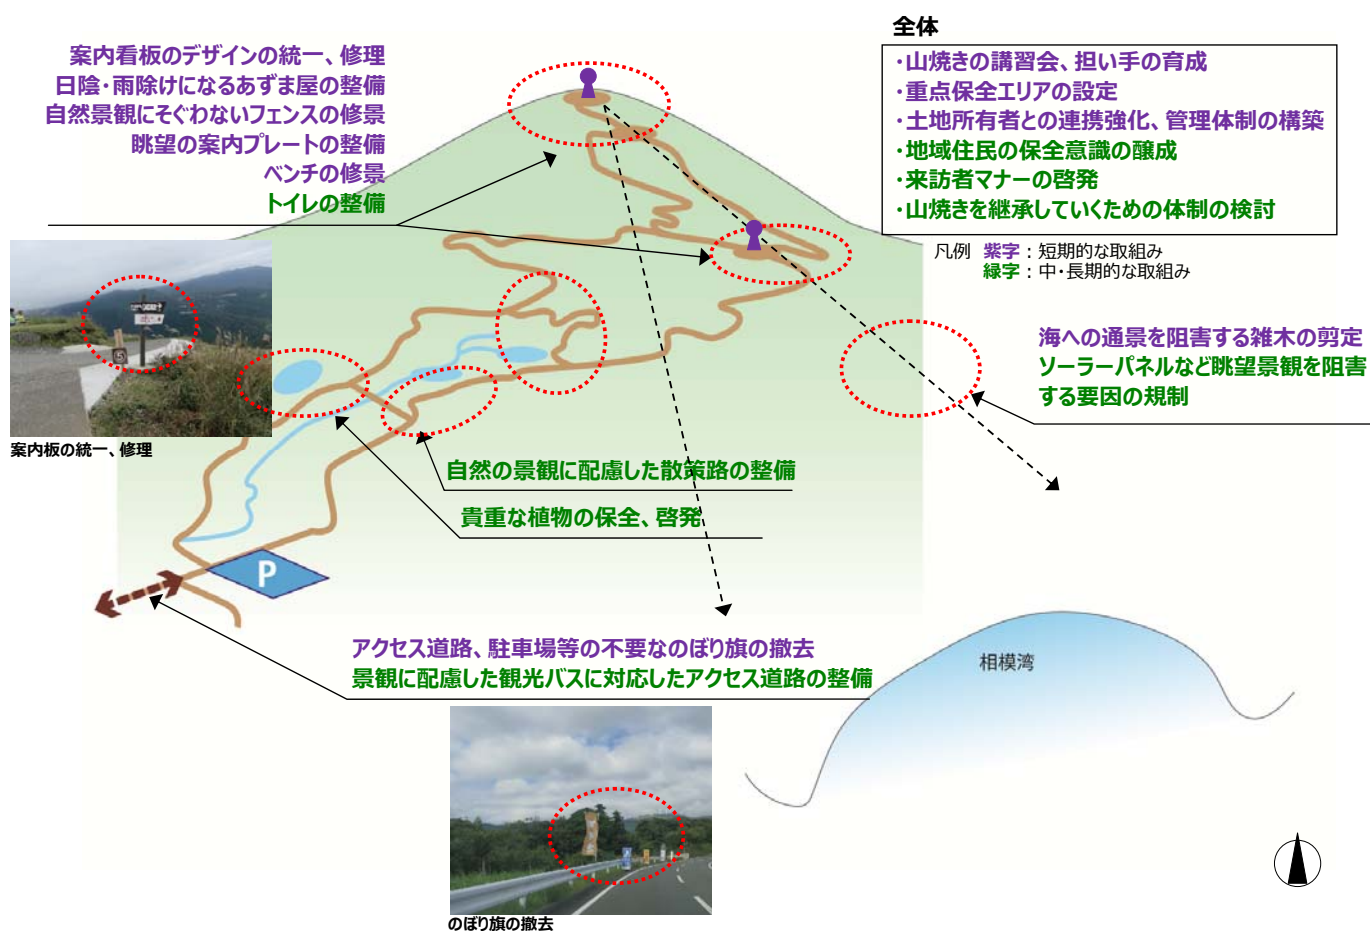 全体
案内看板のデザインの統一、修理
日陰・雨除けになるあずま屋の整備
自然景観にそぐわないフェンスの修景
眺望の案内プレートの整備
ベンチの修景
トイレの整備
・山焼きの講習会、担い手の育成
・重点保全エリアの設定
・土地所有者との連携強化、管理体制の構築
・地域住民の保全意識の醸成
・来訪者マナーの啓発
・山焼きを継承していくための体制の検討
凡例 紫字：短期的な取組み
緑字：中・長期的な取組み
海への通景を阻害する雑木の剪定
ソーラーパネルなど眺望景観を阻害
する要因の規制
案内板の統一、修理
自然の景観に配慮した散策路の整備
貴重な植物の保全、啓発
P
アクセス道路、駐車場等の不要なのぼり旗の撤去
景観に配慮した観光バスに対応したアクセス道路の整備
相模湾
のぼり旗の撤去